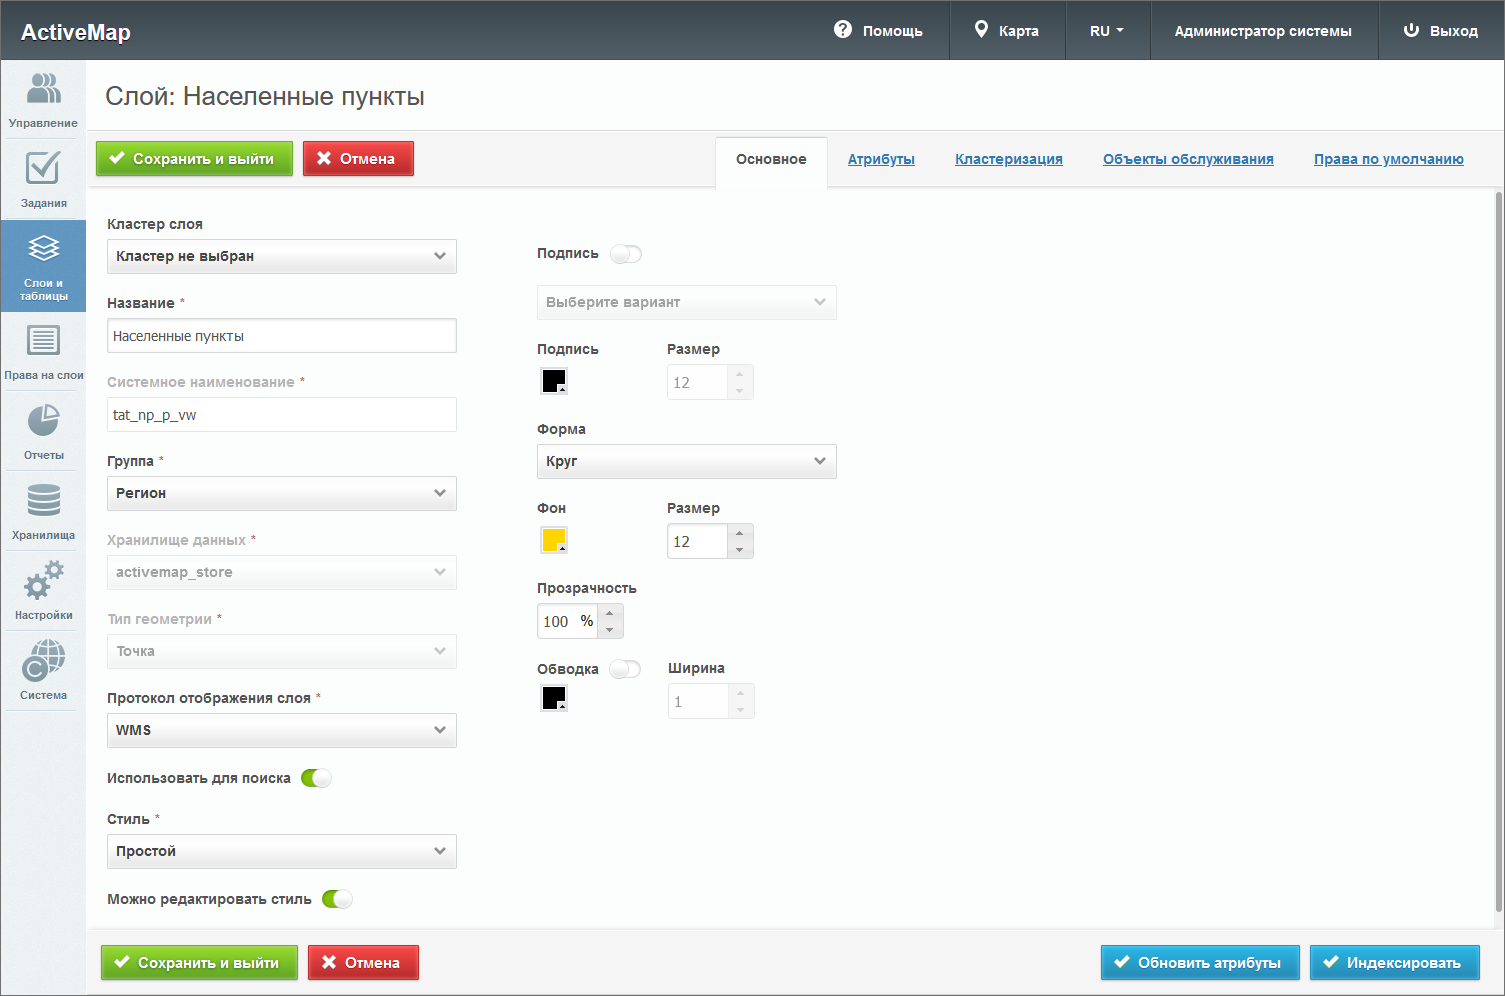 ActiveMap
Помощь
Карта
RU
Администратор системы
Выход
Управление
Задания
Слои и
таблицы
Права на слои
Отчеты
Хранилища
Настройки
Система
Слой: Населенные пункты
Сохранить и выйти
Отмена
Основное
Атрибуты
Кластеризация
Объекты обслуживания
Права по умолчанию
Кластер слоя
Кластер не выбран
Название *
Населенные пункты
Системное наименование *
tat_np_p_vw
Группа *
Регион
Хранилище данных *
activemap_store
Тип геометрии *
Точка
Протокол отображения слоя *
WMS
Использовать для поиска
Стиль *
Простой
Можно редактировать стиль
Подпись
Выберите вариант
Подпись
Размер
12
Форма
Круг
Фон
Размер
12
Прозрачность
100 %
Обводка
Ширина
1
Сохранить и выйти
Отмена
Обновить атрибуты
Индексировать